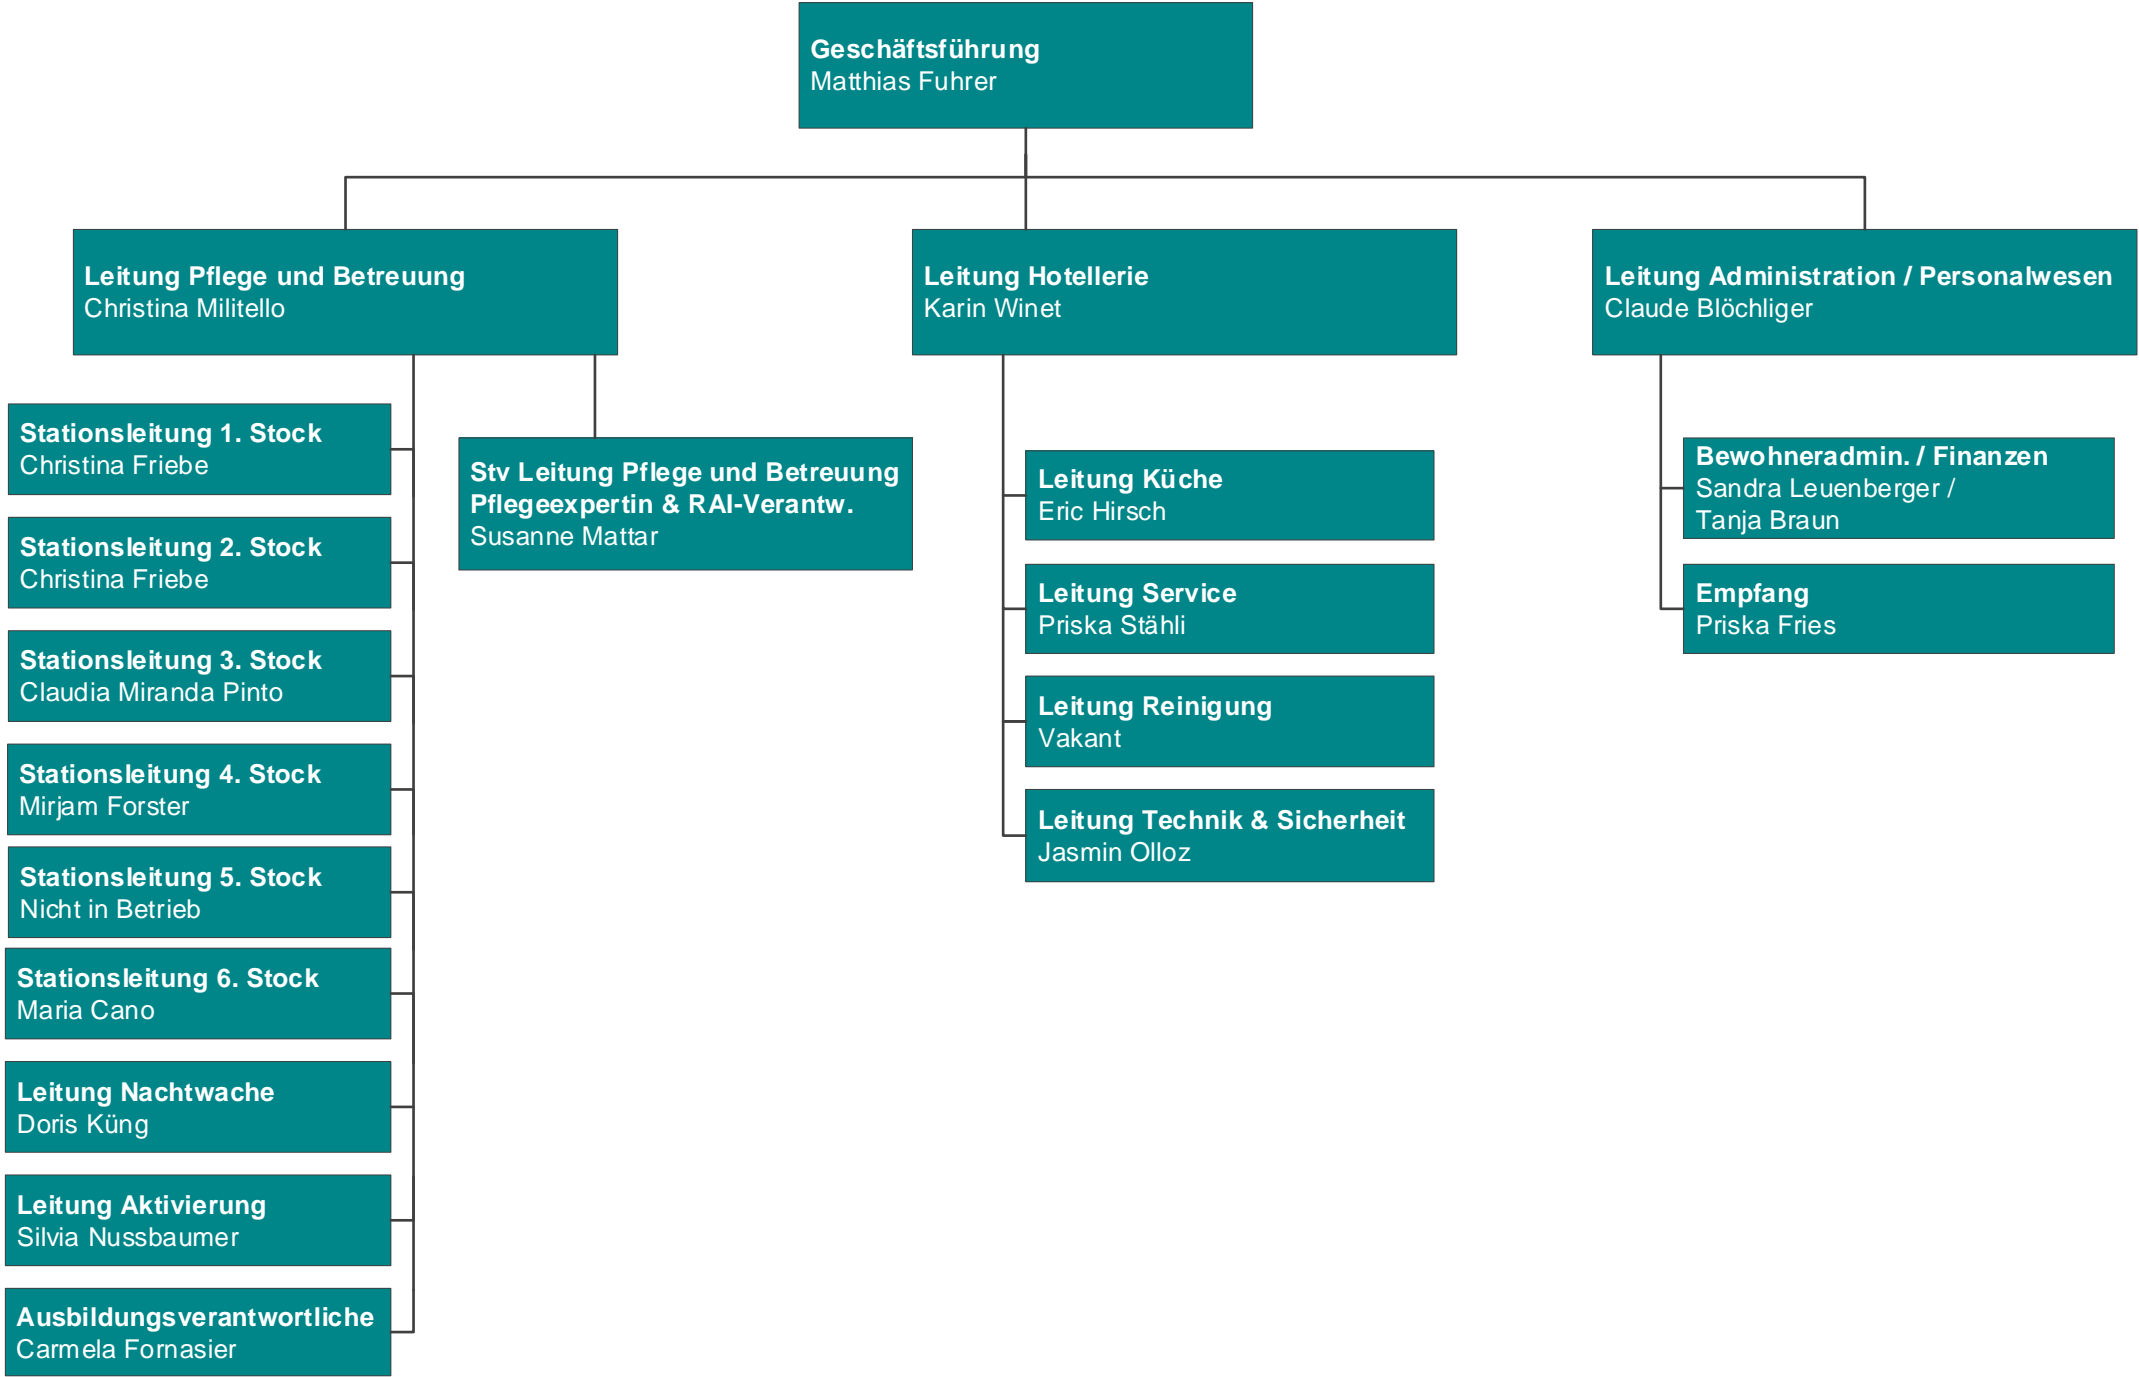 Geschäftsführung
Matthias Fuhrer
Leitung Pflege und Betreuung
Christina Militello
Leitung Hotellerie
Karin Winet
Leitung Administration / Personalwesen
Claude Blöchliger
Stationsleitung 1. Stock
Christina Friebe
Stationsleitung 2. Stock
Christina Friebe
Stationsleitung 3. Stock
Claudia Miranda Pinto
Stationsleitung 4. Stock
Mirjam Forster
Stationsleitung 5. Stock
Nicht in Betrieb
Stationsleitung 6. Stock
Maria Cano
Leitung Nachtwache
Doris Küng
Leitung Aktivierung
Silvia Nussbaumer
Ausbildungsverantwortliche
Carmela Fornasier
Stv Leitung Pflege und Betreuung
Pflegeexpertin & RAI-Verantw.
Susanne Mattar
Leitung Küche
Eric Hirsch
Leitung Service
Priska Stähli
Leitung Reinigung
Vakant
Leitung Technik & Sicherheit
Jasmin Olloz
Bewohneradmin. / Finanzen
Sandra Leuenberger /
Tanja Braun
Empfang
Priska Fries